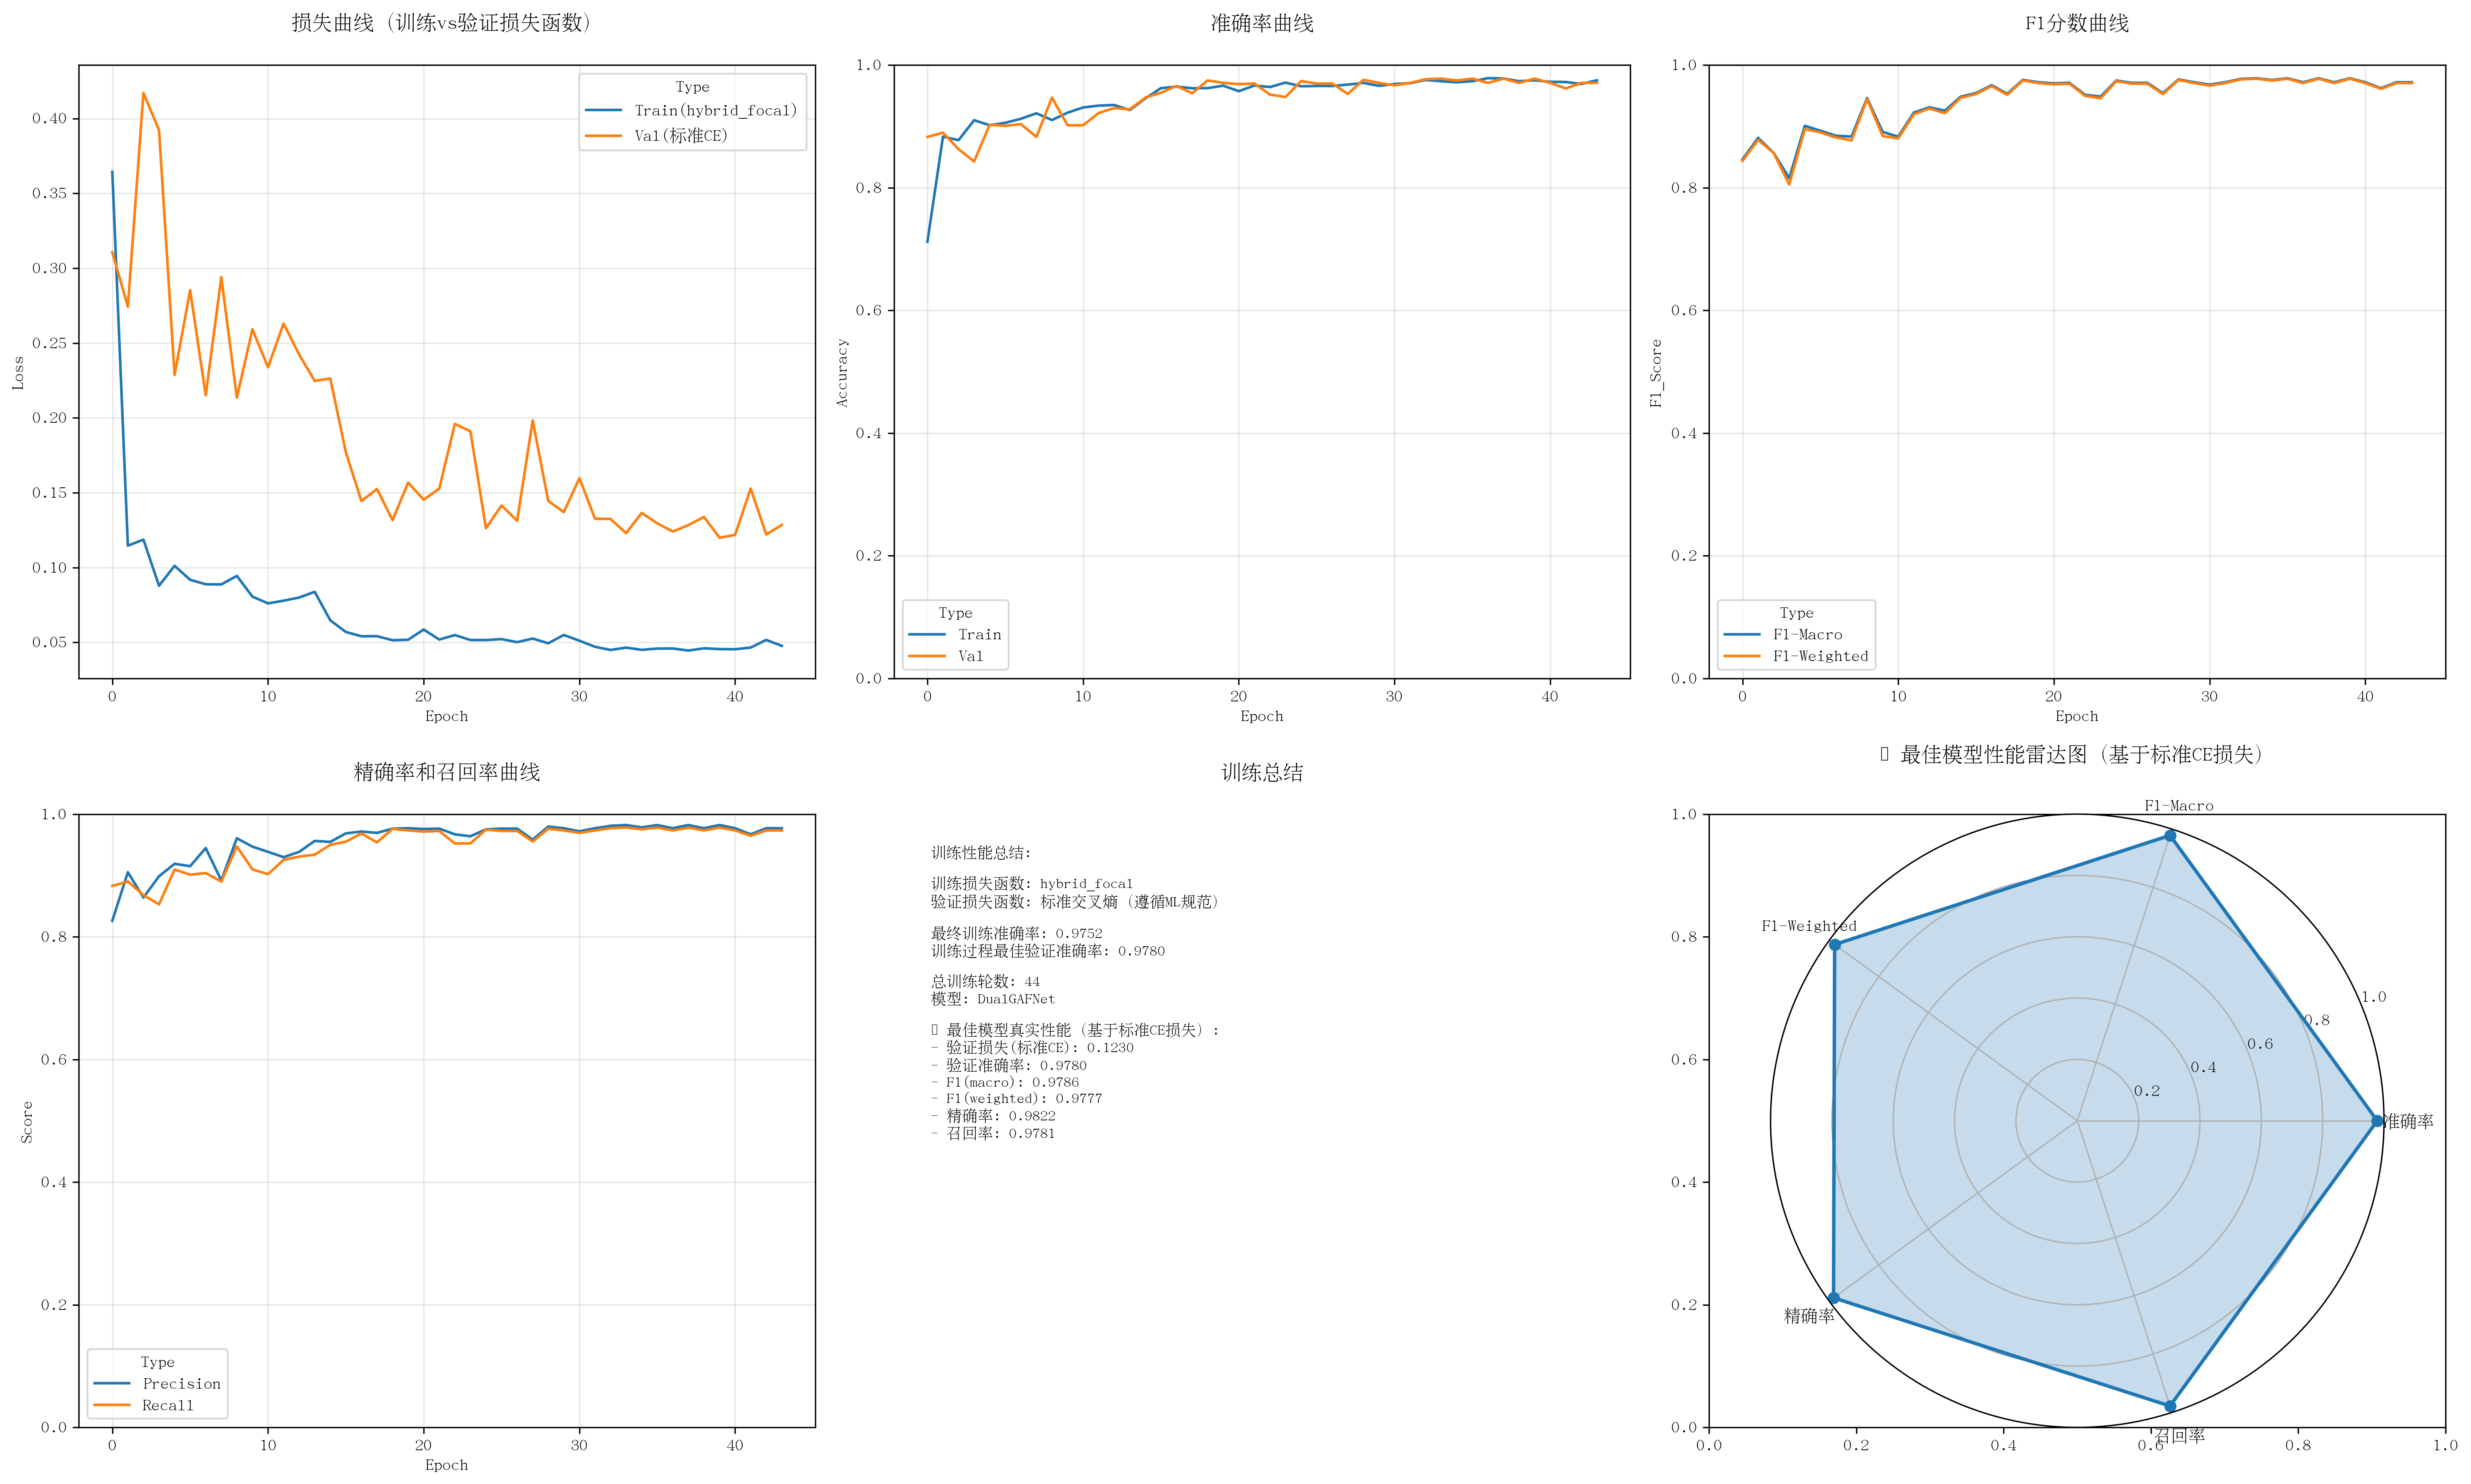 损失曲线 (训练vs验证损失函数)
Type
Train(hybrid_focal)
Val(标准CE)
0.40
0.35
0.30
0.25
0.20
0.15
0.10
0.05
Loss
0
10
20
30
40
Epoch
准确率曲线
1.0
0.8
0.6
0.4
0.2
0.0
Accuracy
Type
Train
Val
0
10
20
30
40
Epoch
F1分数曲线
1.0
0.8
0.6
0.4
0.2
0.0
F1_Score
Type
F1-Macro
F1-Weighted
0
10
20
30
40
Epoch
精确率和召回率曲线
1.0
0.8
0.6
0.4
0.2
0.0
Score
Type
Precision
Recall
0
10
20
30
40
Epoch
训练总结
训练性能总结:
训练损失函数: hybrid_focal
验证损失函数: 标准交叉熵 (遵循ML规范)
最终训练准确率: 0.9752
训练过程最佳验证准确率: 0.9780
总训练轮数: 44
模型: DualGAFNet
▯ 最佳模型真实性能 (基于标准CE损失):
- 验证损失(标准CE): 0.1230
- 验证准确率: 0.9780
- F1(macro): 0.9786
- F1(weighted): 0.9777
- 精确率: 0.9822
- 召回率: 0.9781
▯ 最佳模型性能雷达图 (基于标准CE损失)
1.0
0.8
0.6
0.4
0.2
0.0
F1-Macro
F1-Weighted
1.0
0.8
0.6
0.4
0.2
准确率
精确率
召回率
0.0
0.2
0.4
0.6
0.8
1.0